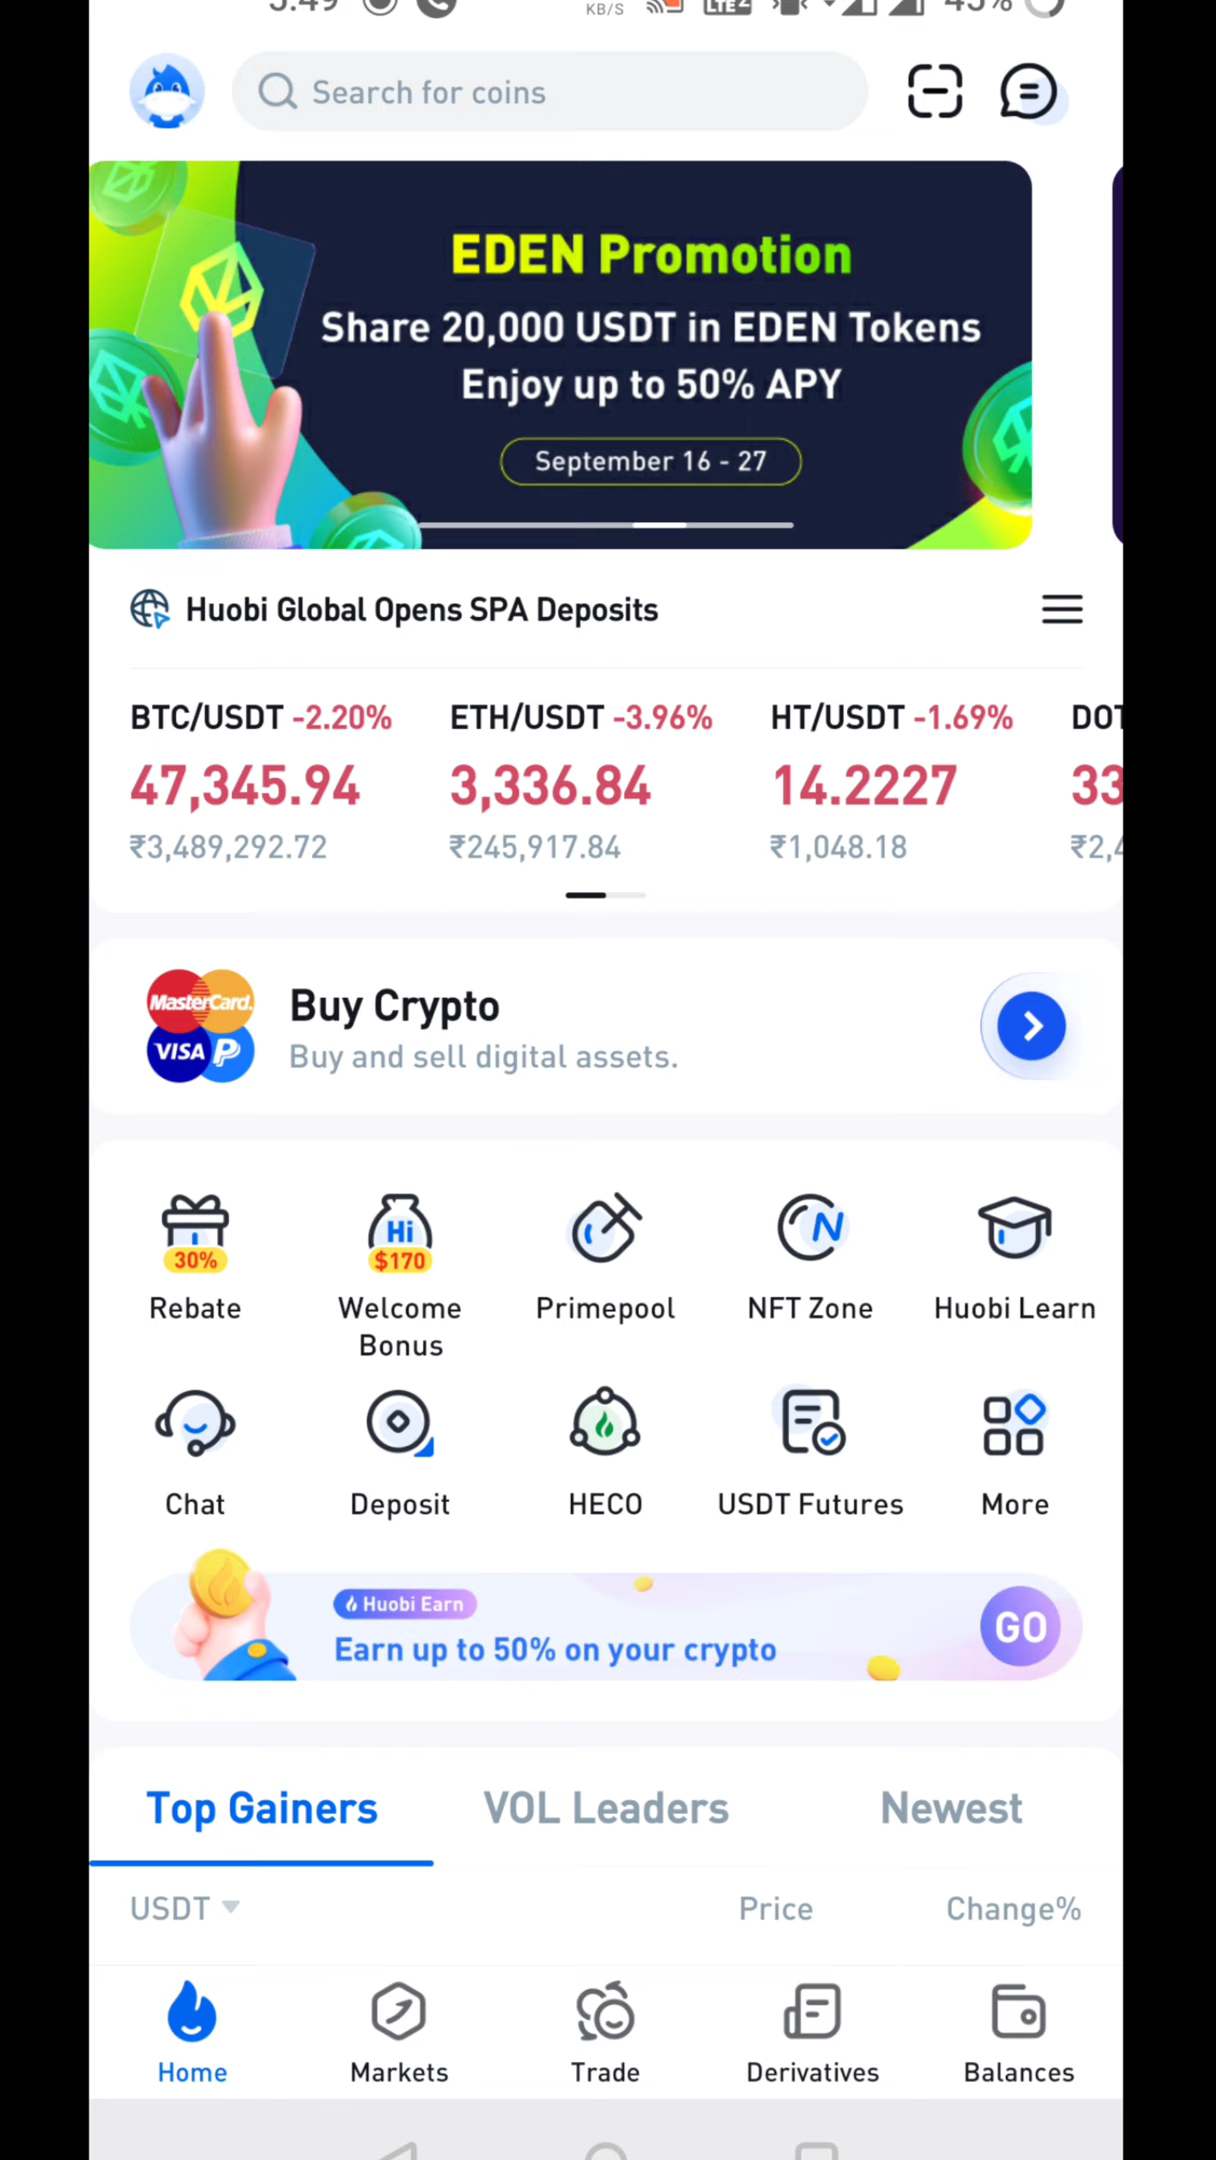 KB/S
Search for coins
EDEN Promotion
Share 20,000 USDT in EDEN Tokens
Enjoy up to 50% APY
September 16 - 27
Huobi Global Opens SPA Deposits
BTC/USDT -2.20% ETH/USDT -3.96% HT/USDT -1.69%
47,345.94 3,336.84 14.2227
₹3,489,292.72 ₹245,917.84 ₹1,048.18
MasterCard.
VISA
Buy Crypto
Buy and sell digital assets.
30%
Hi
$170
N
Rebate Welcome Bonus Primepool NFT Zone Huobi Learn
Chat Deposit HECO USDT Futures More
Huobi Earn
Earn up to 50% on your crypto
GO
Top Gainers VOL Leaders Newest
USDT Price Change%
Home Markets Trade Derivatives Balances